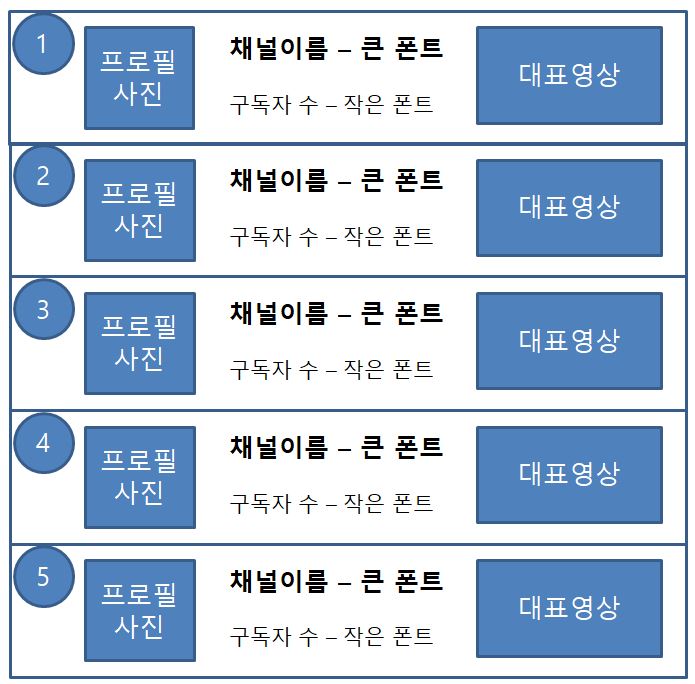 1
프로필
사진
채널이름 – 큰 폰트
구독자 수 – 작은 폰트
대표영상
2
프로필
사진
채널이름 – 큰 폰트
구독자 수 – 작은 폰트
대표영상
3
프로필
사진
채널이름 – 큰 폰트
구독자 수 – 작은 폰트
대표영상
4
프로필
사진
채널이름 – 큰 폰트
구독자 수 – 작은 폰트
대표영상
5
프로필
사진
채널이름 – 큰 폰트
구독자 수 – 작은 폰트
대표영상